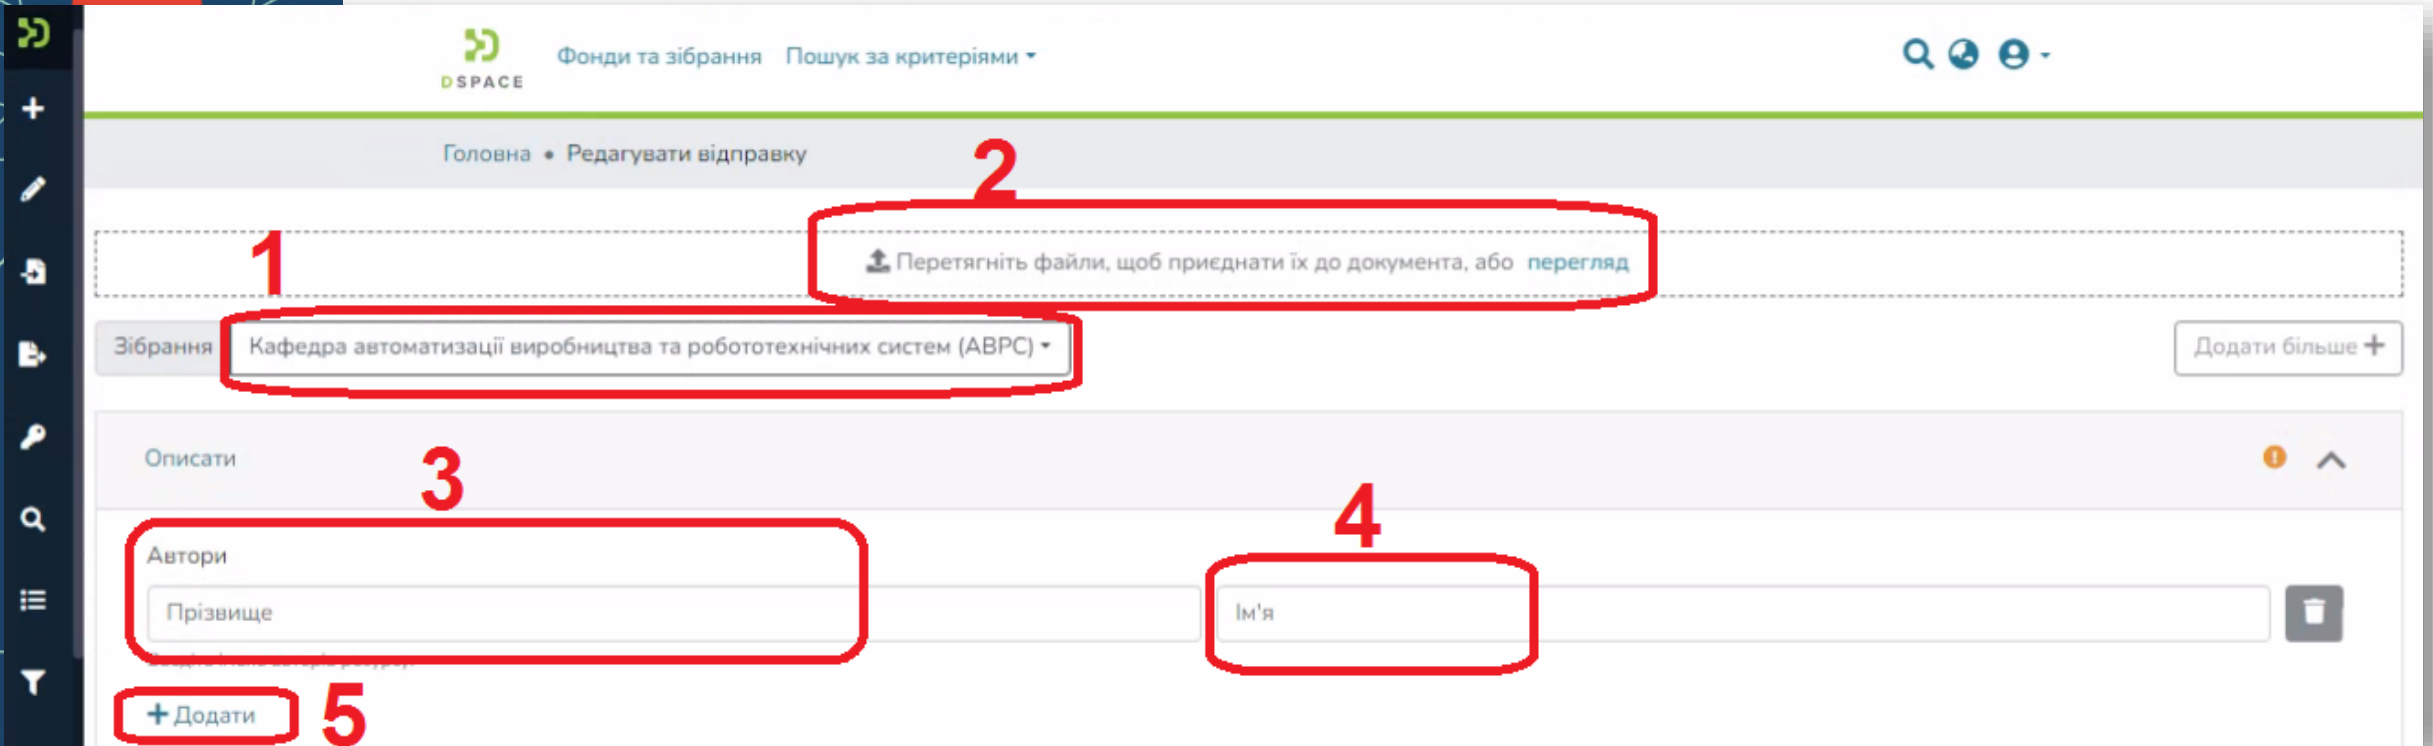 DSPACE
Фонди та зібрання Пошук за критеріями
Головна • Редагувати відправку
2
1
Перетягніть файли, щоб приєднати їх до документа, або перегляд
Зібрання Кафедра автоматизації виробництва та робототехнічних систем (АВРС) Додати більше +
Описати
3
4
Автори
Прізвище Ім'я
+ Додати
5